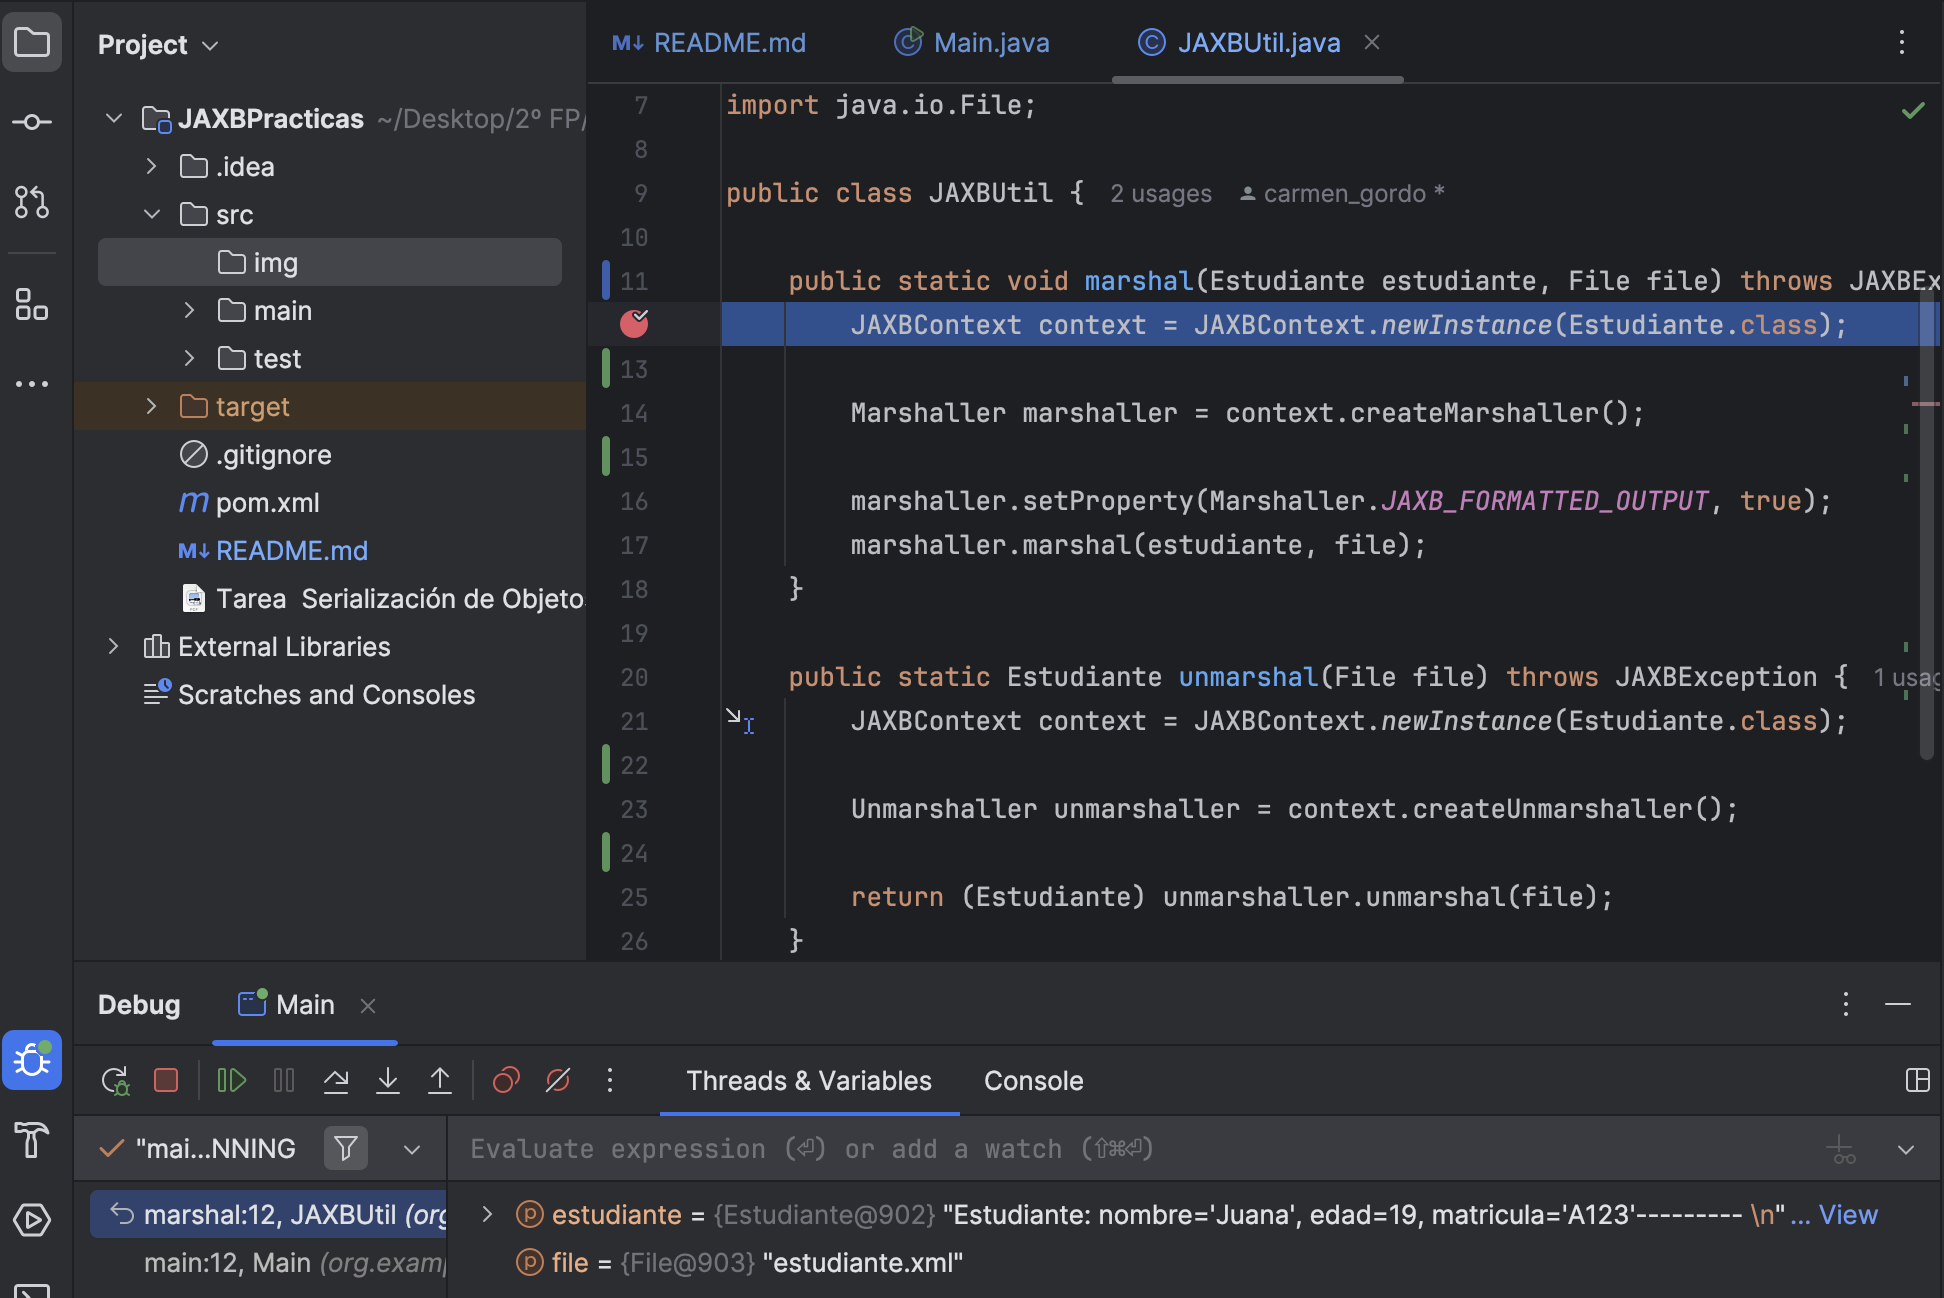 Project
JAXBPracticas ~/Desktop/2º FP/
.idea
src
img
main
test
target
.gitignore
m pom.xml
M↓ README.md
Tarea Serialización de Objeto
External Libraries
Scratches and Consoles
M↓ README.md
Main.java
JAXBUtil.java
7 import java.io.File;
8
9 public class JAXBUtil { 2 usages carmen_gordo *
10
11 public static void marshal(Estudiante estudiante, File file) throws JAXBEx
JAXBContext context = JAXBContext.newInstance(Estudiante.class);
13
14 Marshaller marshaller = context.createMarshaller();
15
16 marshaller.setProperty(Marshaller.JAXB_FORMATTED_OUTPUT, true);
17 marshaller.marshal(estudiante, file);
18 }
19
20 public static Estudiante unmarshal(File file) throws JAXBException { 1 usag
21 JAXBContext context = JAXBContext.newInstance(Estudiante.class);
22
23 Unmarshaller unmarshaller = context.createUnmarshaller();
24
25 return (Estudiante) unmarshaller.unmarshal(file);
26 }
Debug Main
Threads & Variables Console
"mai...NNING
Evaluate expression (⏎) or add a watch (⇧⌘⏎)
marshal:12, JAXBUtil (org
main:12, Main (org.examp
estudiante = {Estudiante@902} "Estudiante: nombre='Juana', edad=19, matricula='A123'--------- \n" ... View
file = {File@903} "estudiante.xml"